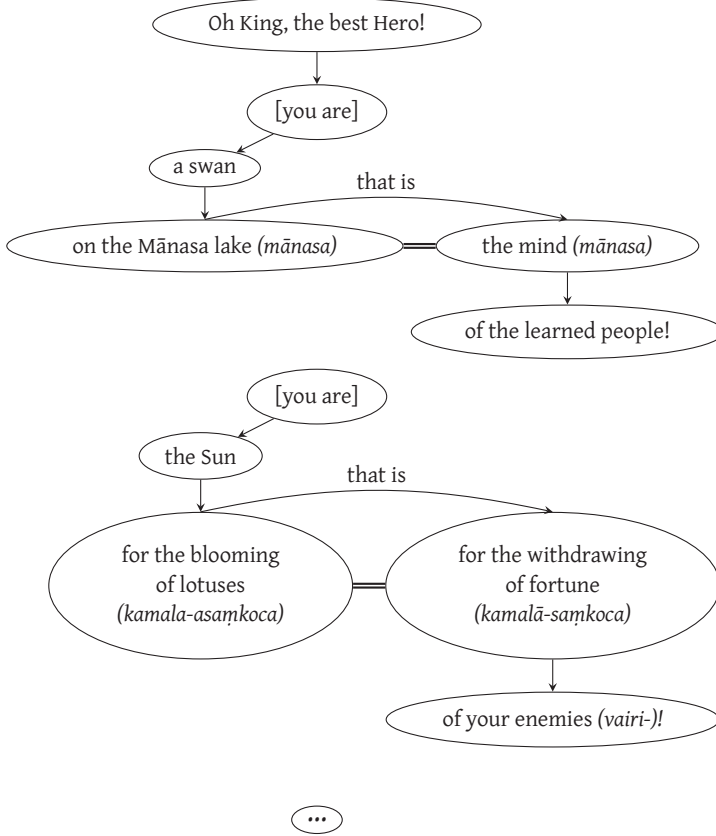 Oh King, the best Hero!
[you are]
a swan
that is
on the Mānasa lake (mānasa)
the mind (mānasa)
of the learned people!
[you are]
the Sun
that is
for the blooming
of lotuses
(kamala-asaṃkoca)
for the withdrawing
of fortune
(kamalā-saṃkoca)
of your enemies (vairi-)!
...